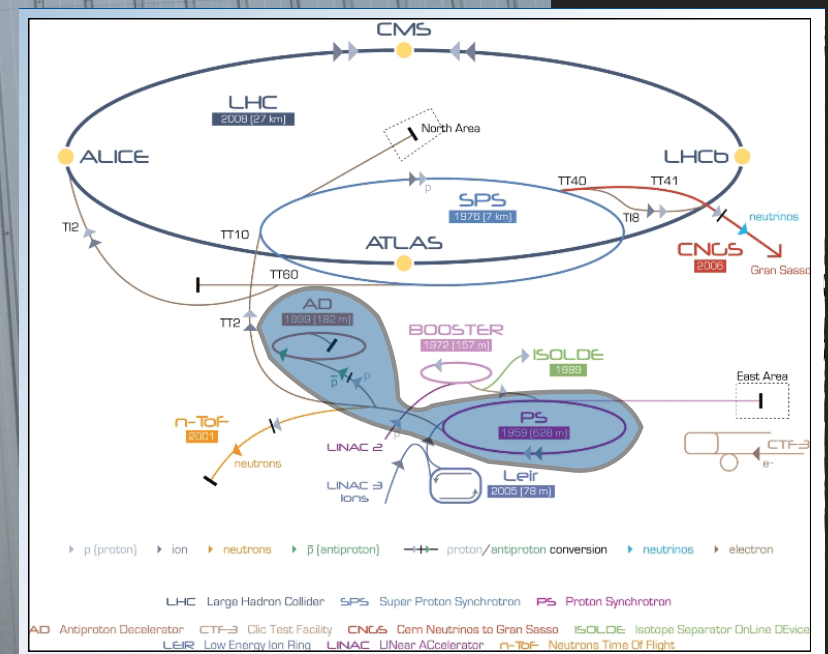 CMS
LHC
2008 (27 km)
North Area
ALICE
LHCb
TT40
TT41
p
SPS
1976 (7 km)
TI8
neutrinos
TI2
TT10
ATLAS
CNGS
2006
Gran Sasso
TT60
AD
1999 (182 m)
TT2
BOOSTER
1972 (157 m)
ISOLDE
1989
p̅
p
East Area
n-ToF
2001
PS
1959 (628 m)
LINAC 2
p
neutrons
CTF-3
e-
LINAC 3
Ions
Leir
2005 (78 m)
p (proton) ion neutrons p̅ (antiproton) proton/antiproton conversion neutrinos electron
LHC Large Hadron Collider SPS Super Proton Synchrotron PS Proton Synchrotron
AD Antiproton Decelerator CTF-3 Clic Test Facility CNGS Cern Neutrinos to Gran Sasso ISOLDE Isotope Separator OnLine DEvice
LEIR Low Energy Ion Ring LINAC LINear ACcelerator n-ToF Neutrons Time Of Flight